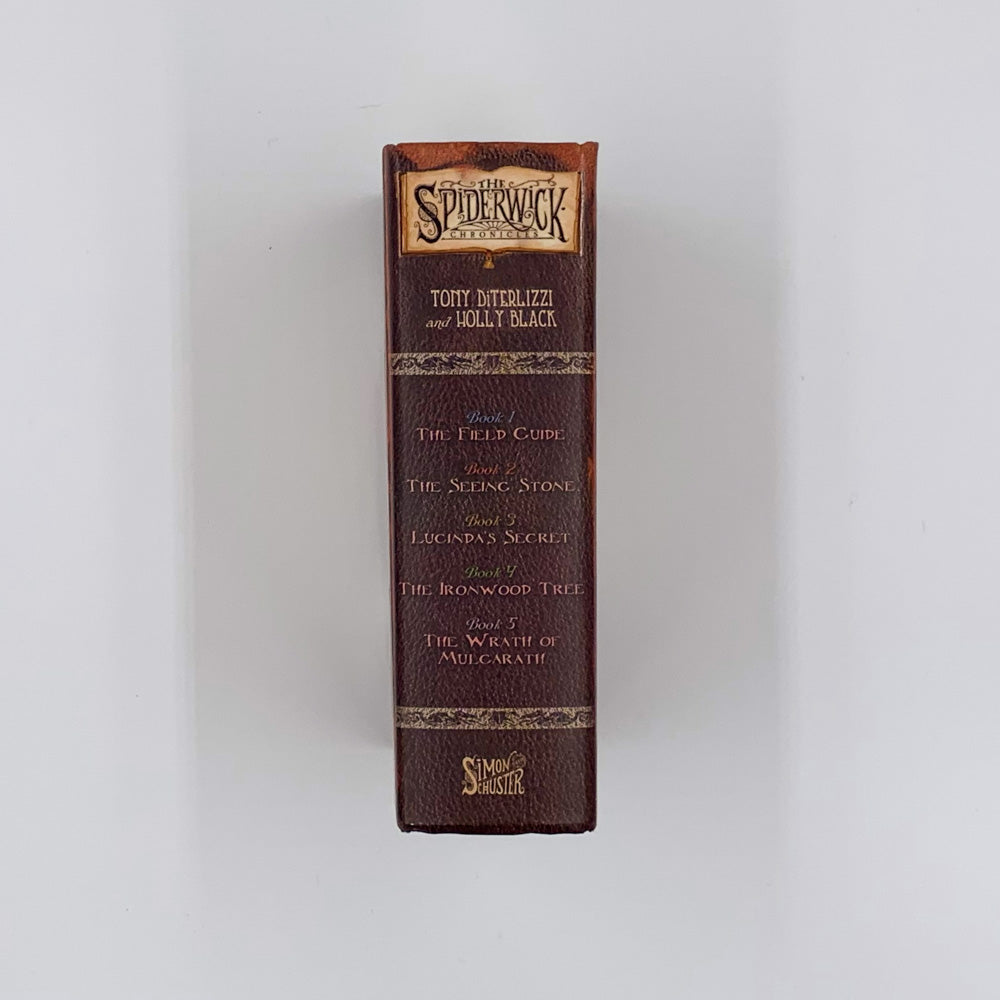 THE
SPIDERWICK
CHRONICLES
TONY DiTERLIZZI
and HOLLY BLACK
Book 1
THE FIELD GUIDE
Book 2
THE SEEING STONE
Book 3
LUCINDA'S SECRET
Book 4
THE IRONWOOD TREE
Book 5
THE WRATH OF
MULGARATH
SIMON
SCHUSTER